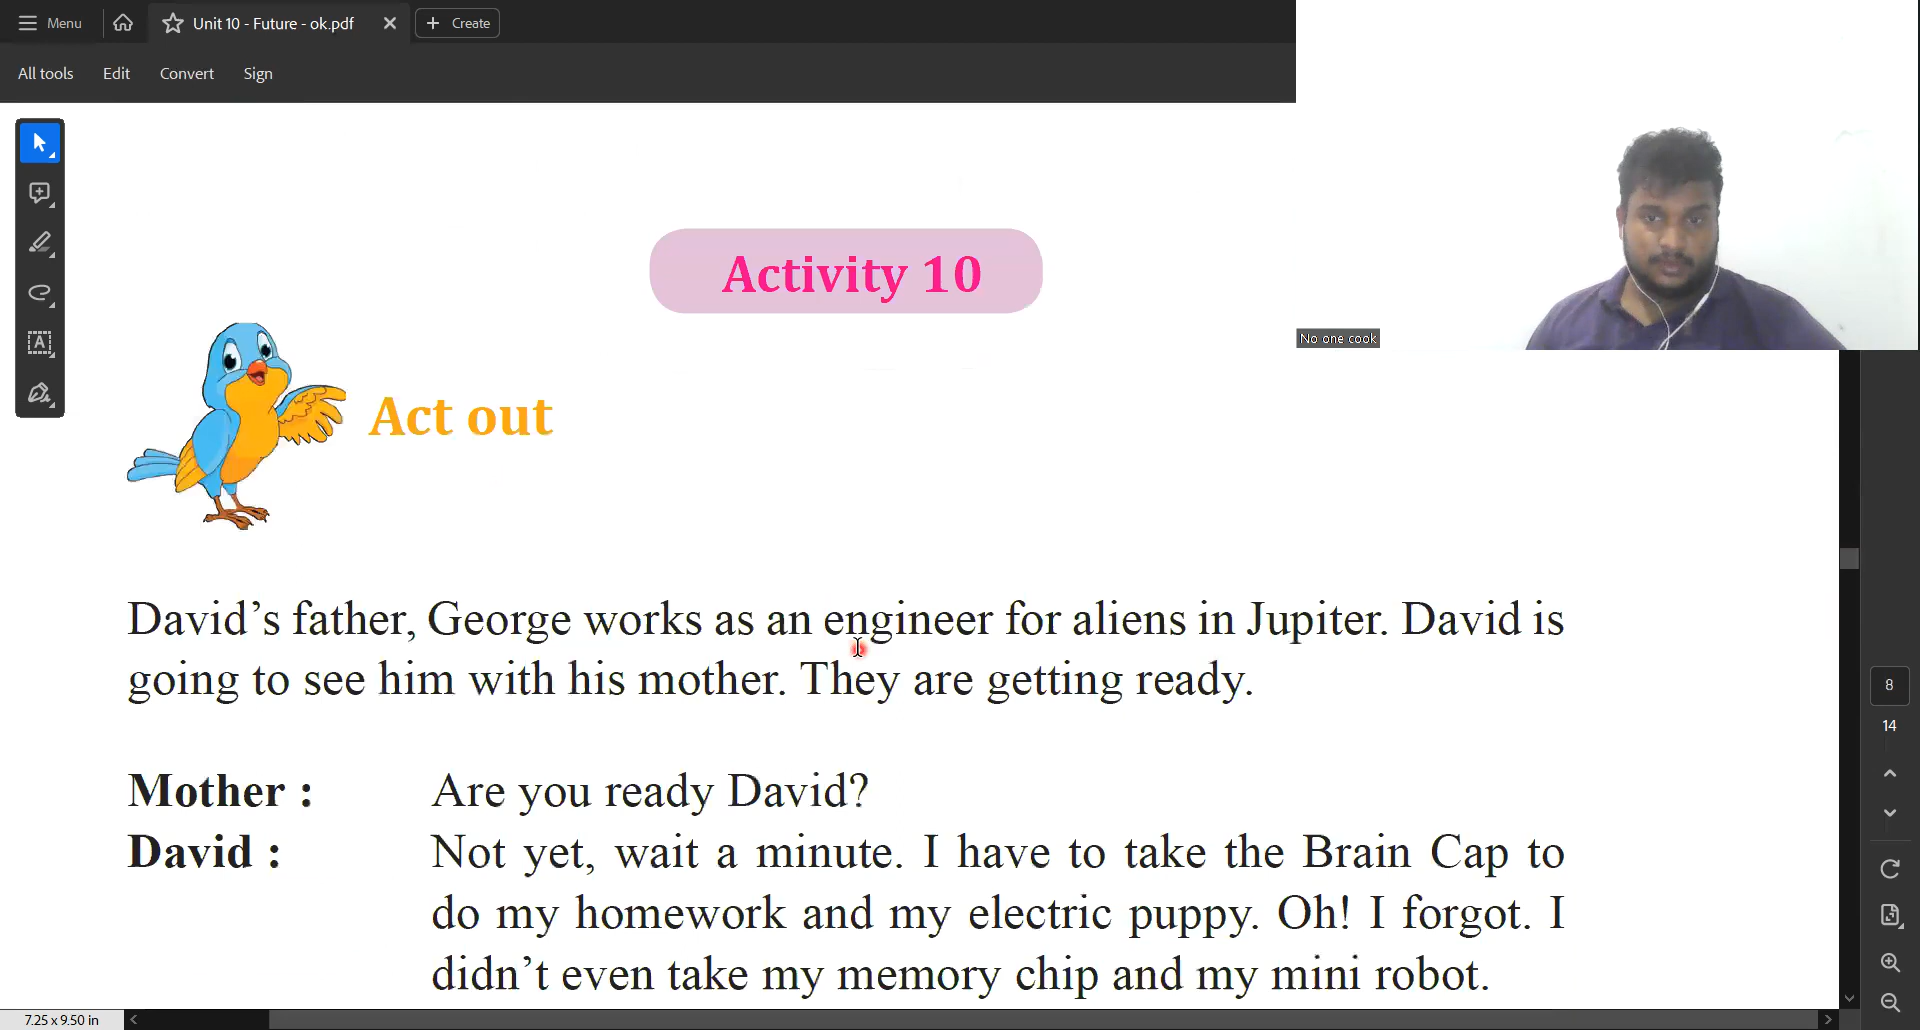 Menu
Unit 10 - Future - ok.pdf
Create
All tools Edit Convert Sign
No one cook
Activity 10
Act out
David’s father, George works as an engineer for aliens in Jupiter. David is
going to see him with his mother. They are getting ready.
Mother : Are you ready David?
David : Not yet, wait a minute. I have to take the Brain Cap to
do my homework and my electric puppy. Oh! I forgot. I
didn’t even take my memory chip and my mini robot.
8
14
7.25 x 9.50 in